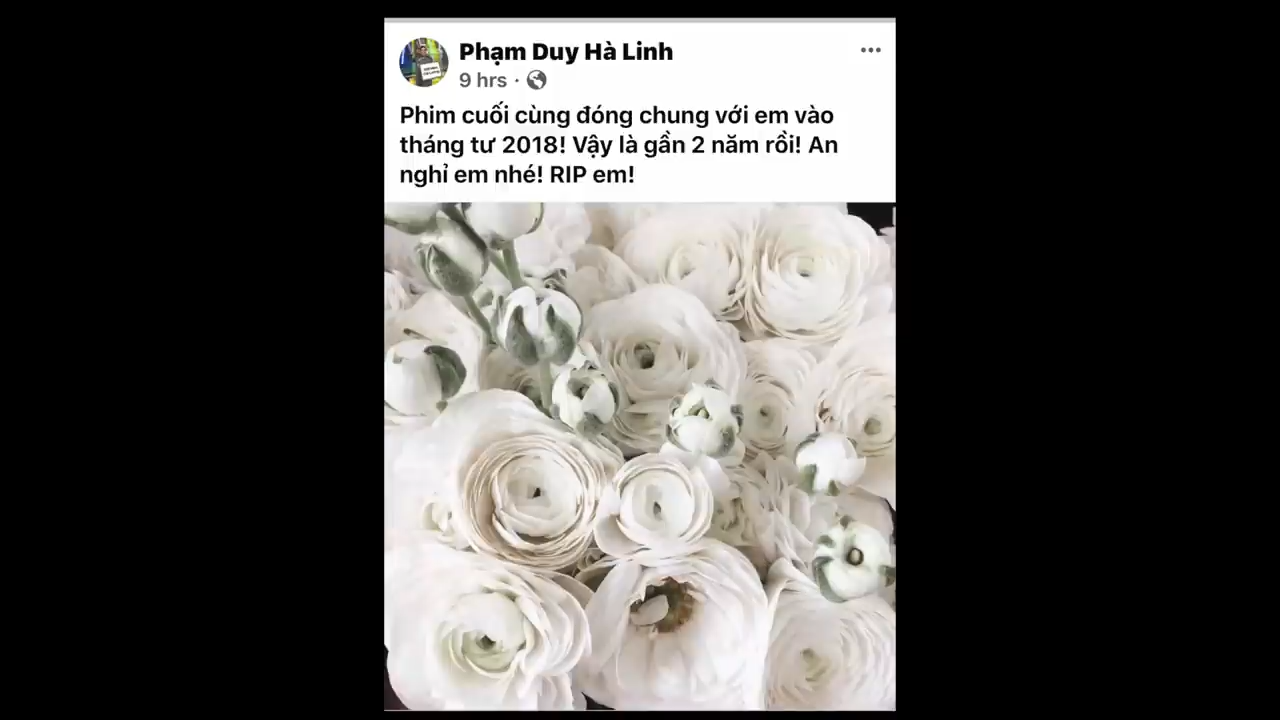 Phạm Duy Hà Linh
9 hrs ·
Phim cuối cùng đóng chung với em vào
tháng tư 2018! Vậy là gần 2 năm rồi! An
nghỉ em nhé! RIP em!